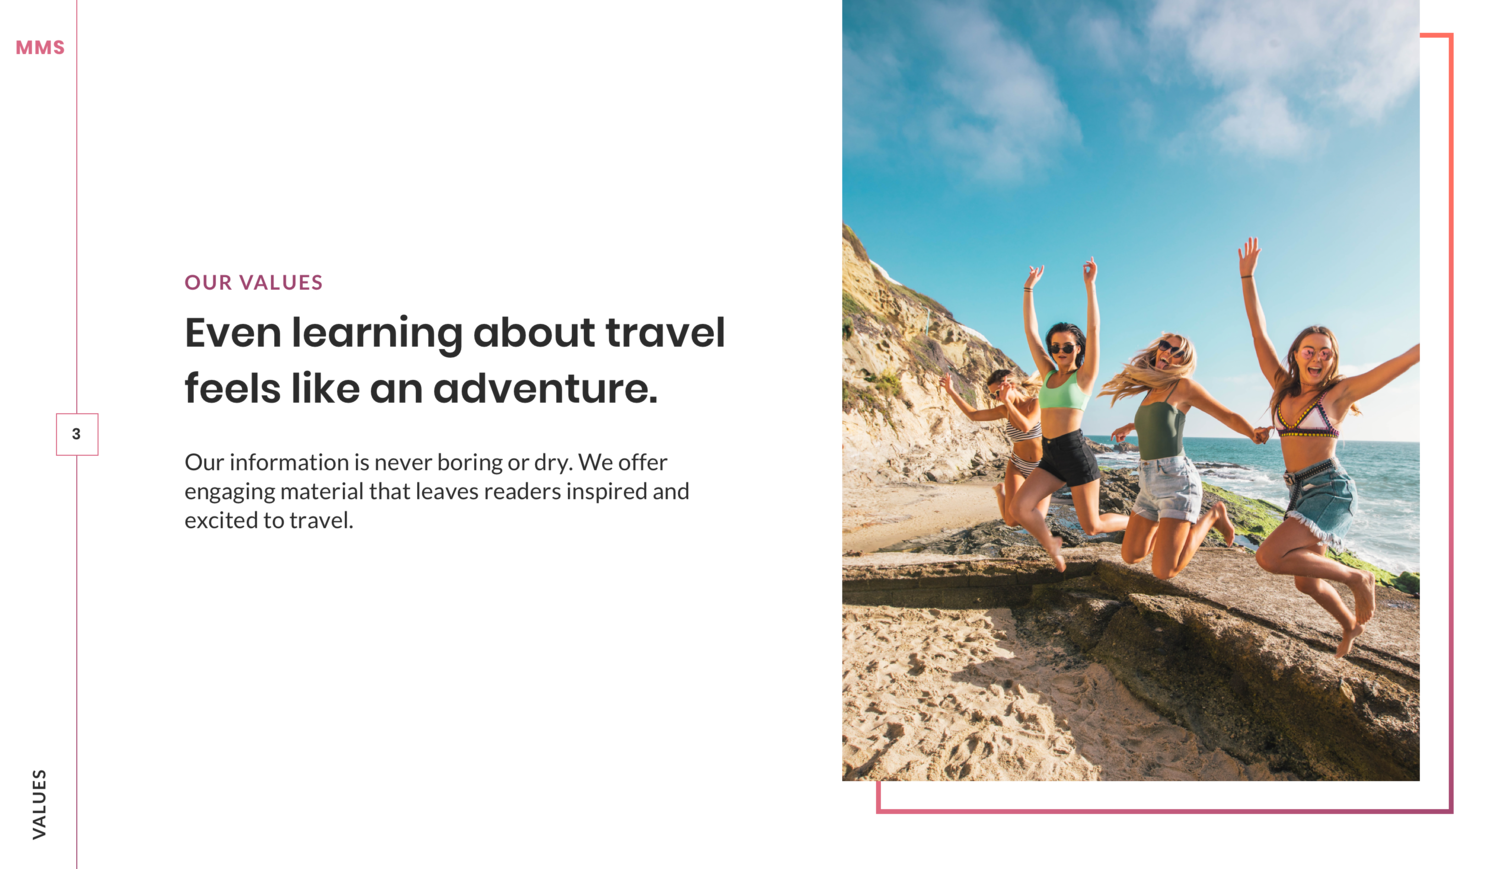 MMS
OUR VALUES
Even learning about travel
feels like an adventure.
3
Our information is never boring or dry. We offer
engaging material that leaves readers inspired and
excited to travel.
VALUES